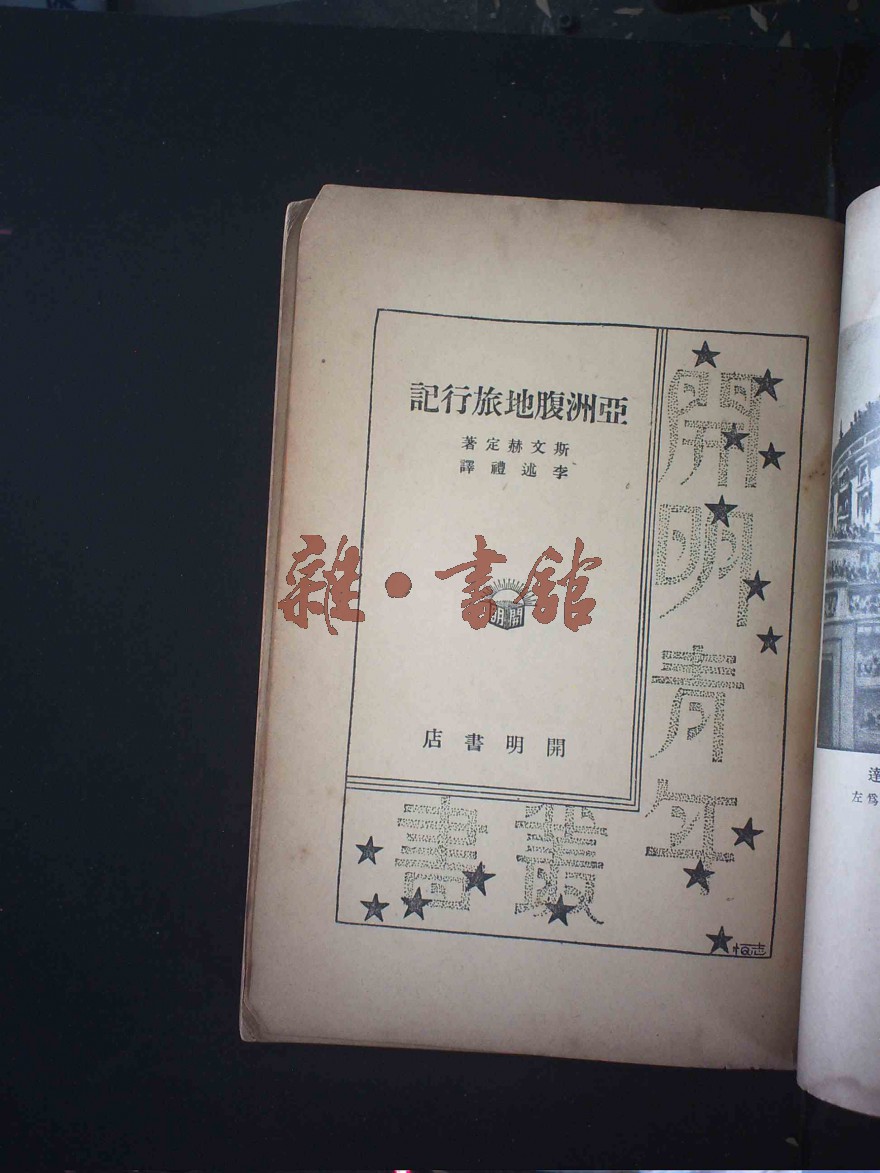 亞洲腹地旅行記
斯文赫定著
李述禮譯
開明
開明書店
開明青年
叢書
志恒
雜·書館
達
左爲